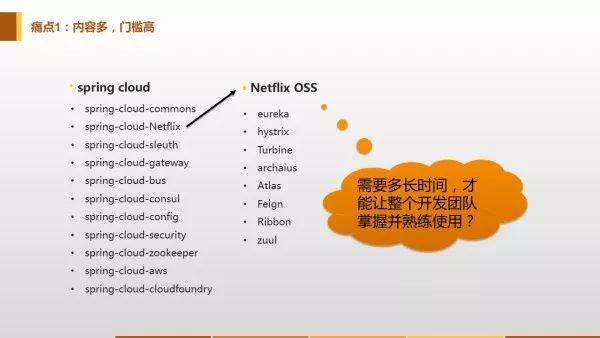 痛点1：内容多，门槛高
spring cloud
spring-cloud-commons
spring-cloud-Netflix
spring-cloud-sleuth
spring-cloud-gateway
spring-cloud-bus
spring-cloud-consul
spring-cloud-config
spring-cloud-security
spring-cloud-zookeeper
spring-cloud-aws
spring-cloud-cloudfoundry
Netflix OSS
eureka
hystrix
Turbine
archaius
Atlas
Feign
Ribbon
zuul
需要多长时间，才
能让整个开发团队
掌握并熟练使用？